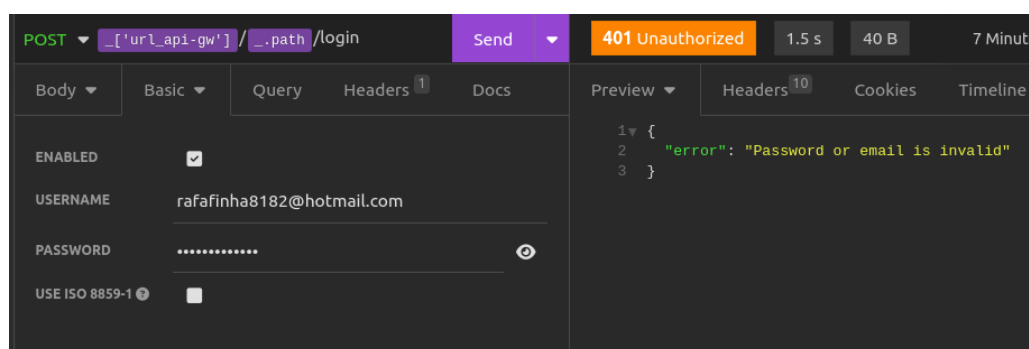 POST _['url_api-gw'] / _.path /login Send 401 Unauthorized 1.5 s 40 B 7 Minut
Body Basic Query Headers 1 Docs Preview Headers 10 Cookies Timeline
1 {
2 "error": "Password or email is invalid"
3 }
ENABLED
USERNAME rafafinha8182@hotmail.com
PASSWORD •••••••••••••
USE ISO 8859-1 ?